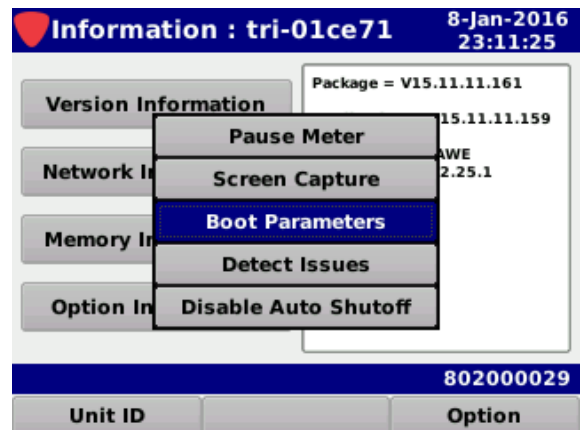 Information : tri-01ce71
8-Jan-2016
23:11:25
Version Information
Network I
Memory I
Option In
Package = V15.11.11.161
15.11.11.159
AWE
2.25.1
Pause Meter
Screen Capture
Boot Parameters
Detect Issues
Disable Auto Shutoff
802000029
Unit ID
Option